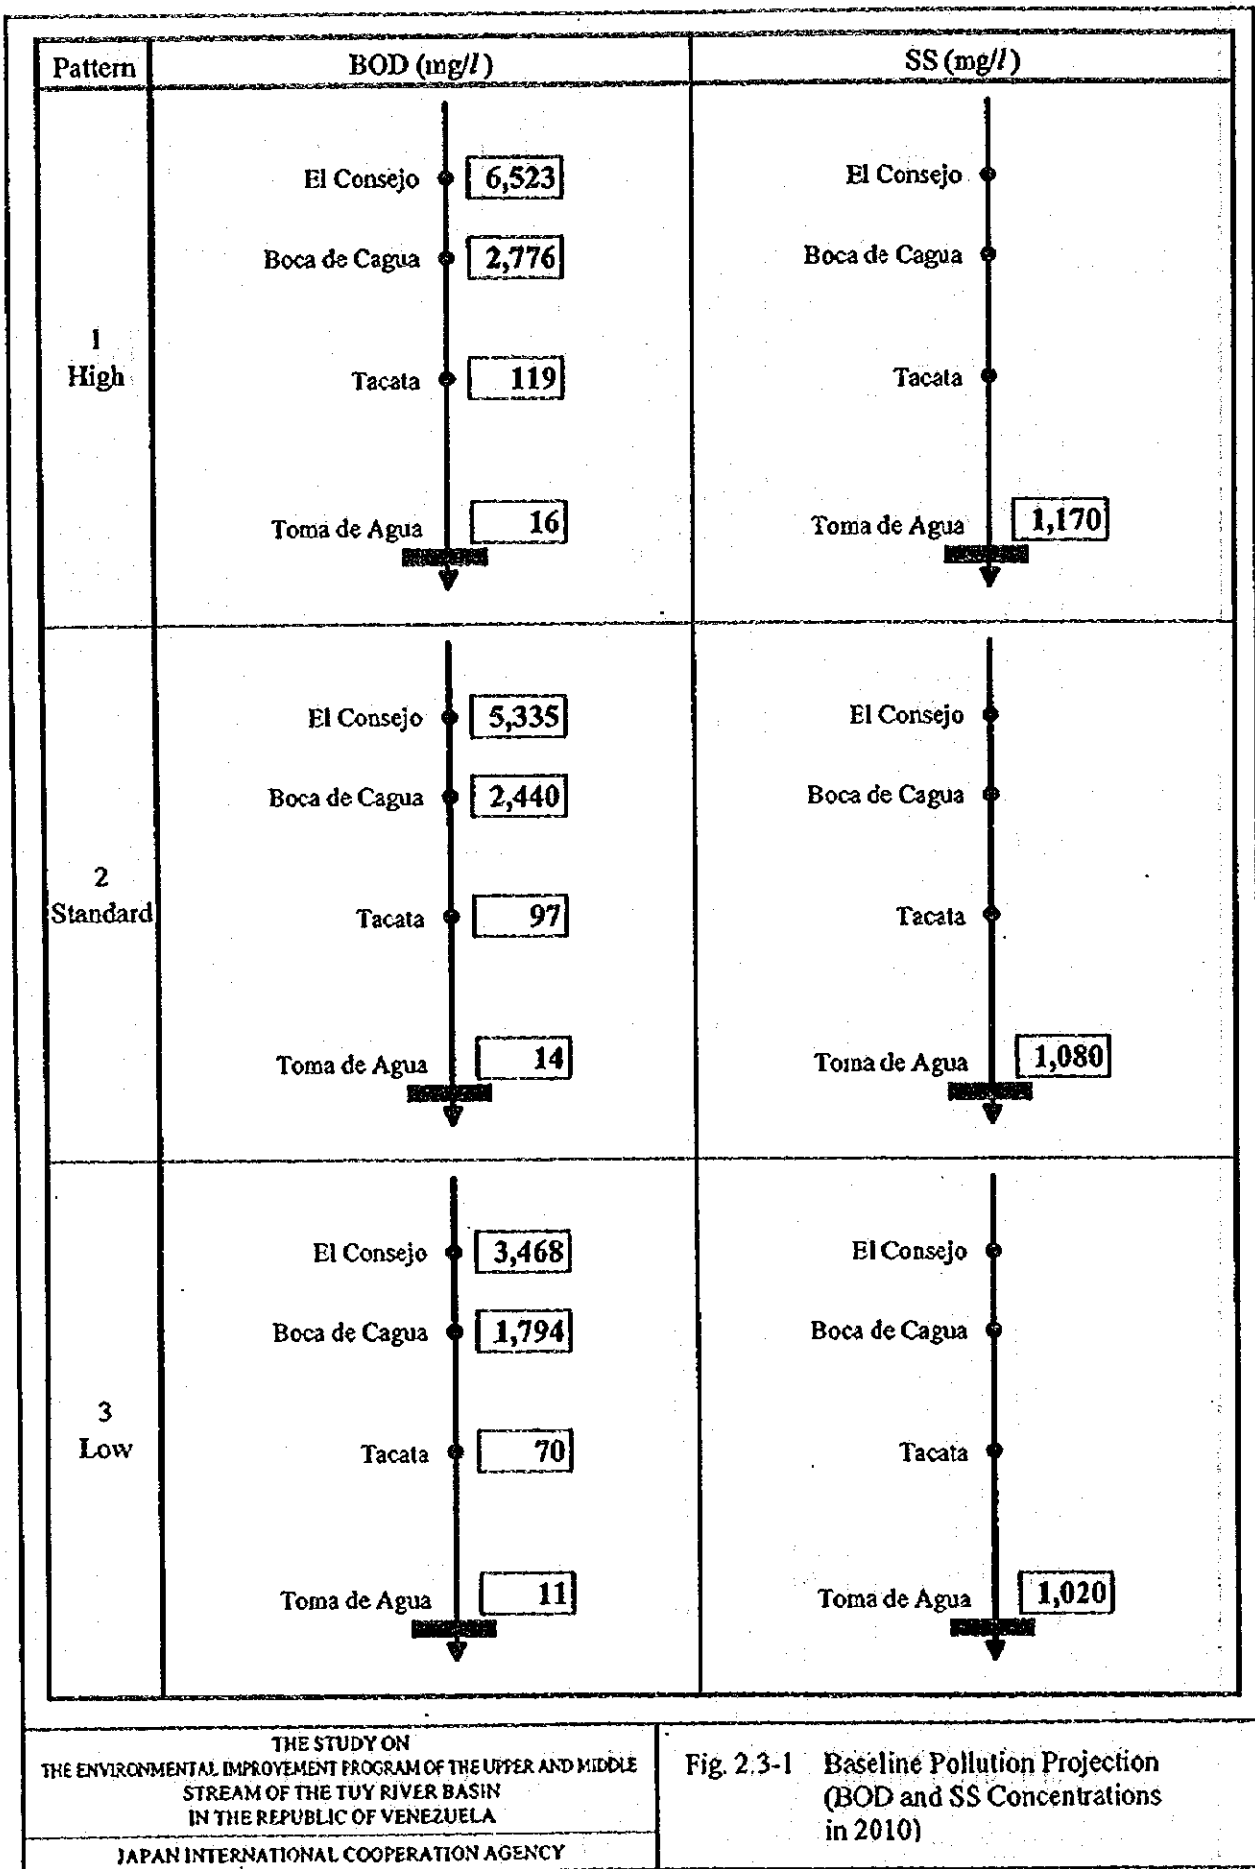 Pattern BOD (mg/l) SS (mg/l)
1
High
El Consejo 6,523
Boca de Cagua 2,776
Tacata 119
Toma de Agua 16
El Consejo
Boca de Cagua
Tacata
Toma de Agua 1,170
2
Standard
El Consejo 5,335
Boca de Cagua 2,440
Tacata 97
Toma de Agua 14
El Consejo
Boca de Cagua
Tacata
Toma de Agua 1,080
3
Low
El Consejo 3,468
Boca de Cagua 1,794
Tacata 70
Toma de Agua 11
El Consejo
Boca de Cagua
Tacata
Toma de Agua 1,020
THE STUDY ON
THE ENVIRONMENTAL IMPROVEMENT PROGRAM OF THE UPPER AND MIDDLE
STREAM OF THE TUY RIVER BASIN
IN THE REPUBLIC OF VENEZUELA
JAPAN INTERNATIONAL COOPERATION AGENCY
Fig. 2.3-1 Baseline Pollution Projection
(BOD and SS Concentrations
in 2010)